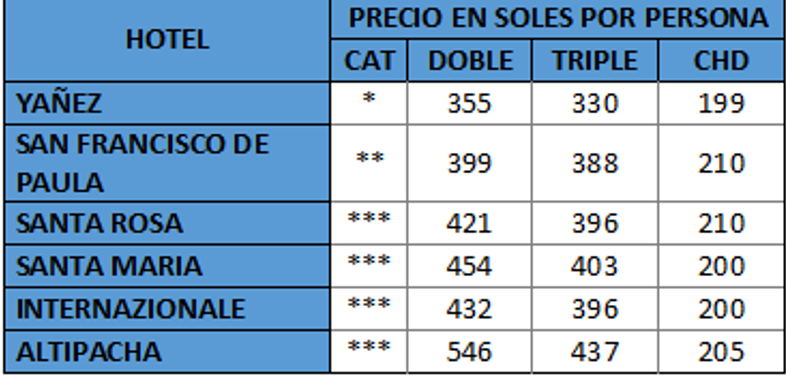 HOTEL PRECIO EN SOLES POR PERSONA
CAT DOBLE TRIPLE CHD
YAÑEZ * 355 330 199
SAN FRANCISCO DE
PAULA ** 399 388 210
SANTA ROSA *** 421 396 210
SANTA MARIA *** 454 403 200
INTERNAZIONALE *** 432 396 200
ALTIPACHA *** 546 437 205